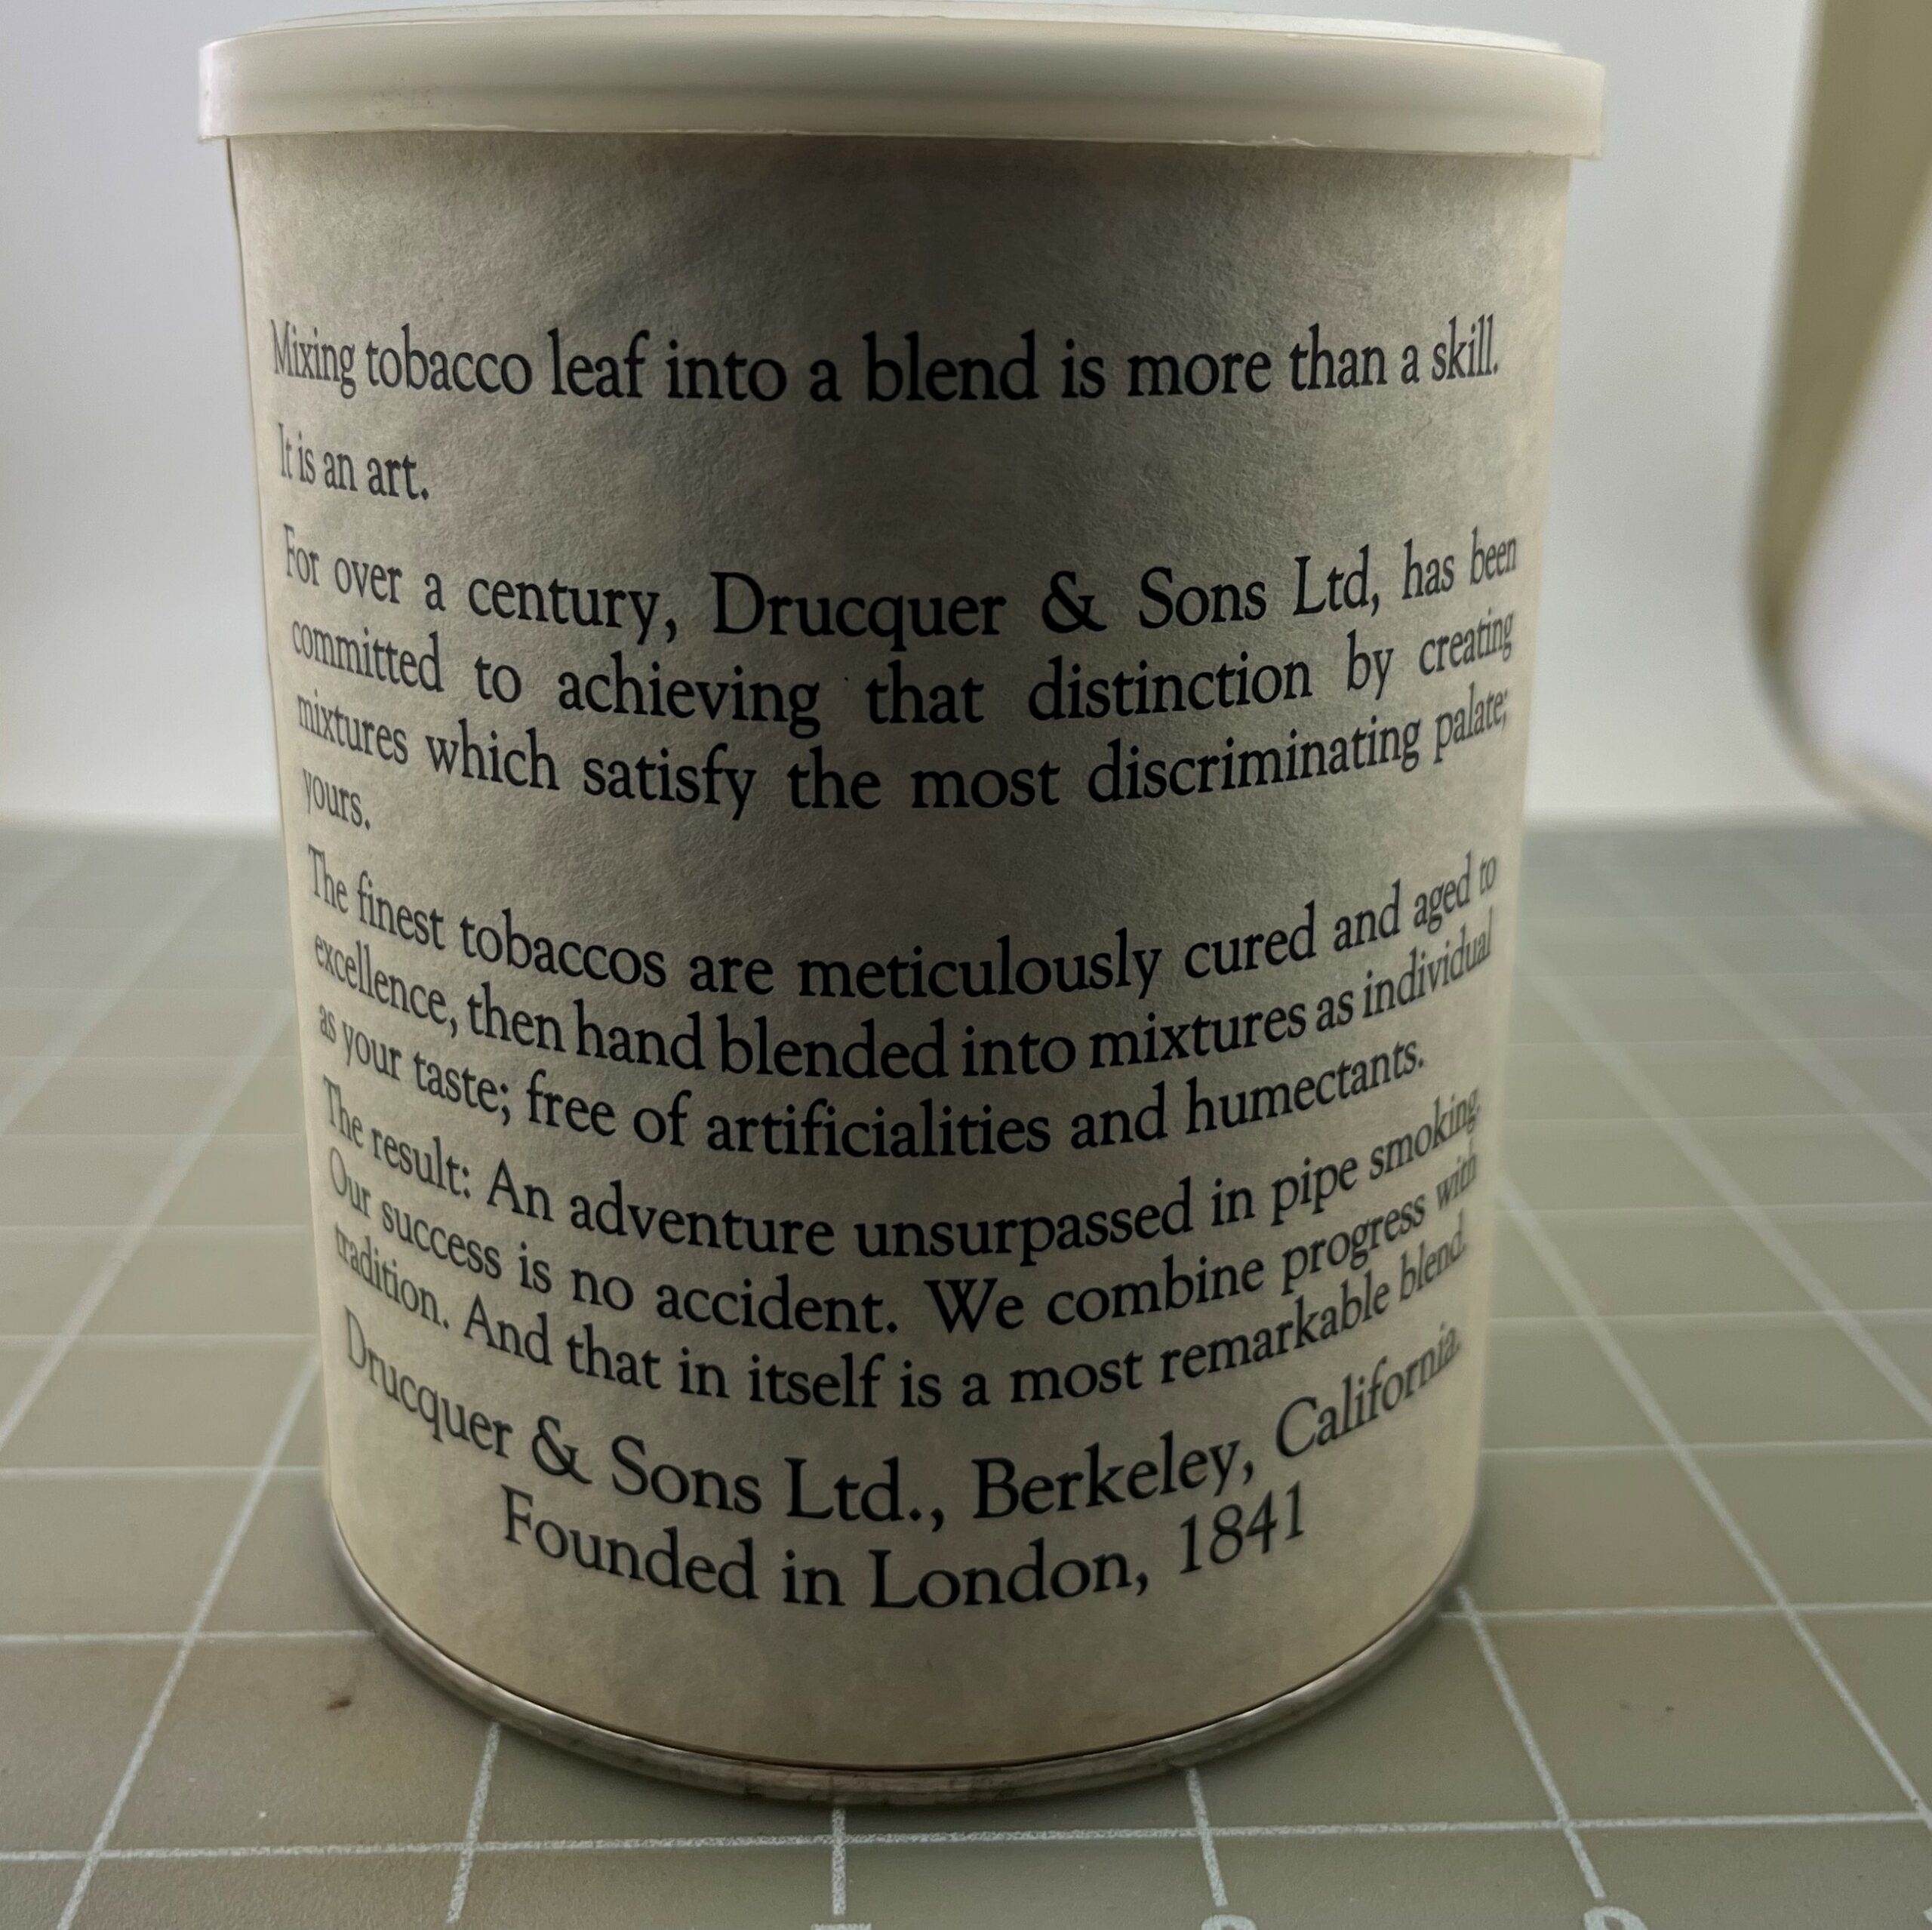 Mixing tobacco leaf into a blend is more than a skill.
It is an art.
For over a century, Drucquer & Sons Ltd, has been
committed to achieving that distinction by creating
mixtures which satisfy the most discriminating palate;
yours.
The finest tobaccos are meticulously cured and aged to
excellence, then hand blended into mixtures as individual
as your taste; free of artificialities and humectants.
The result: An adventure unsurpassed in pipe smoking.
Our success is no accident. We combine progress with
tradition. And that in itself is a most remarkable blend.
Drucquer & Sons Ltd., Berkeley, California.
Founded in London, 1841